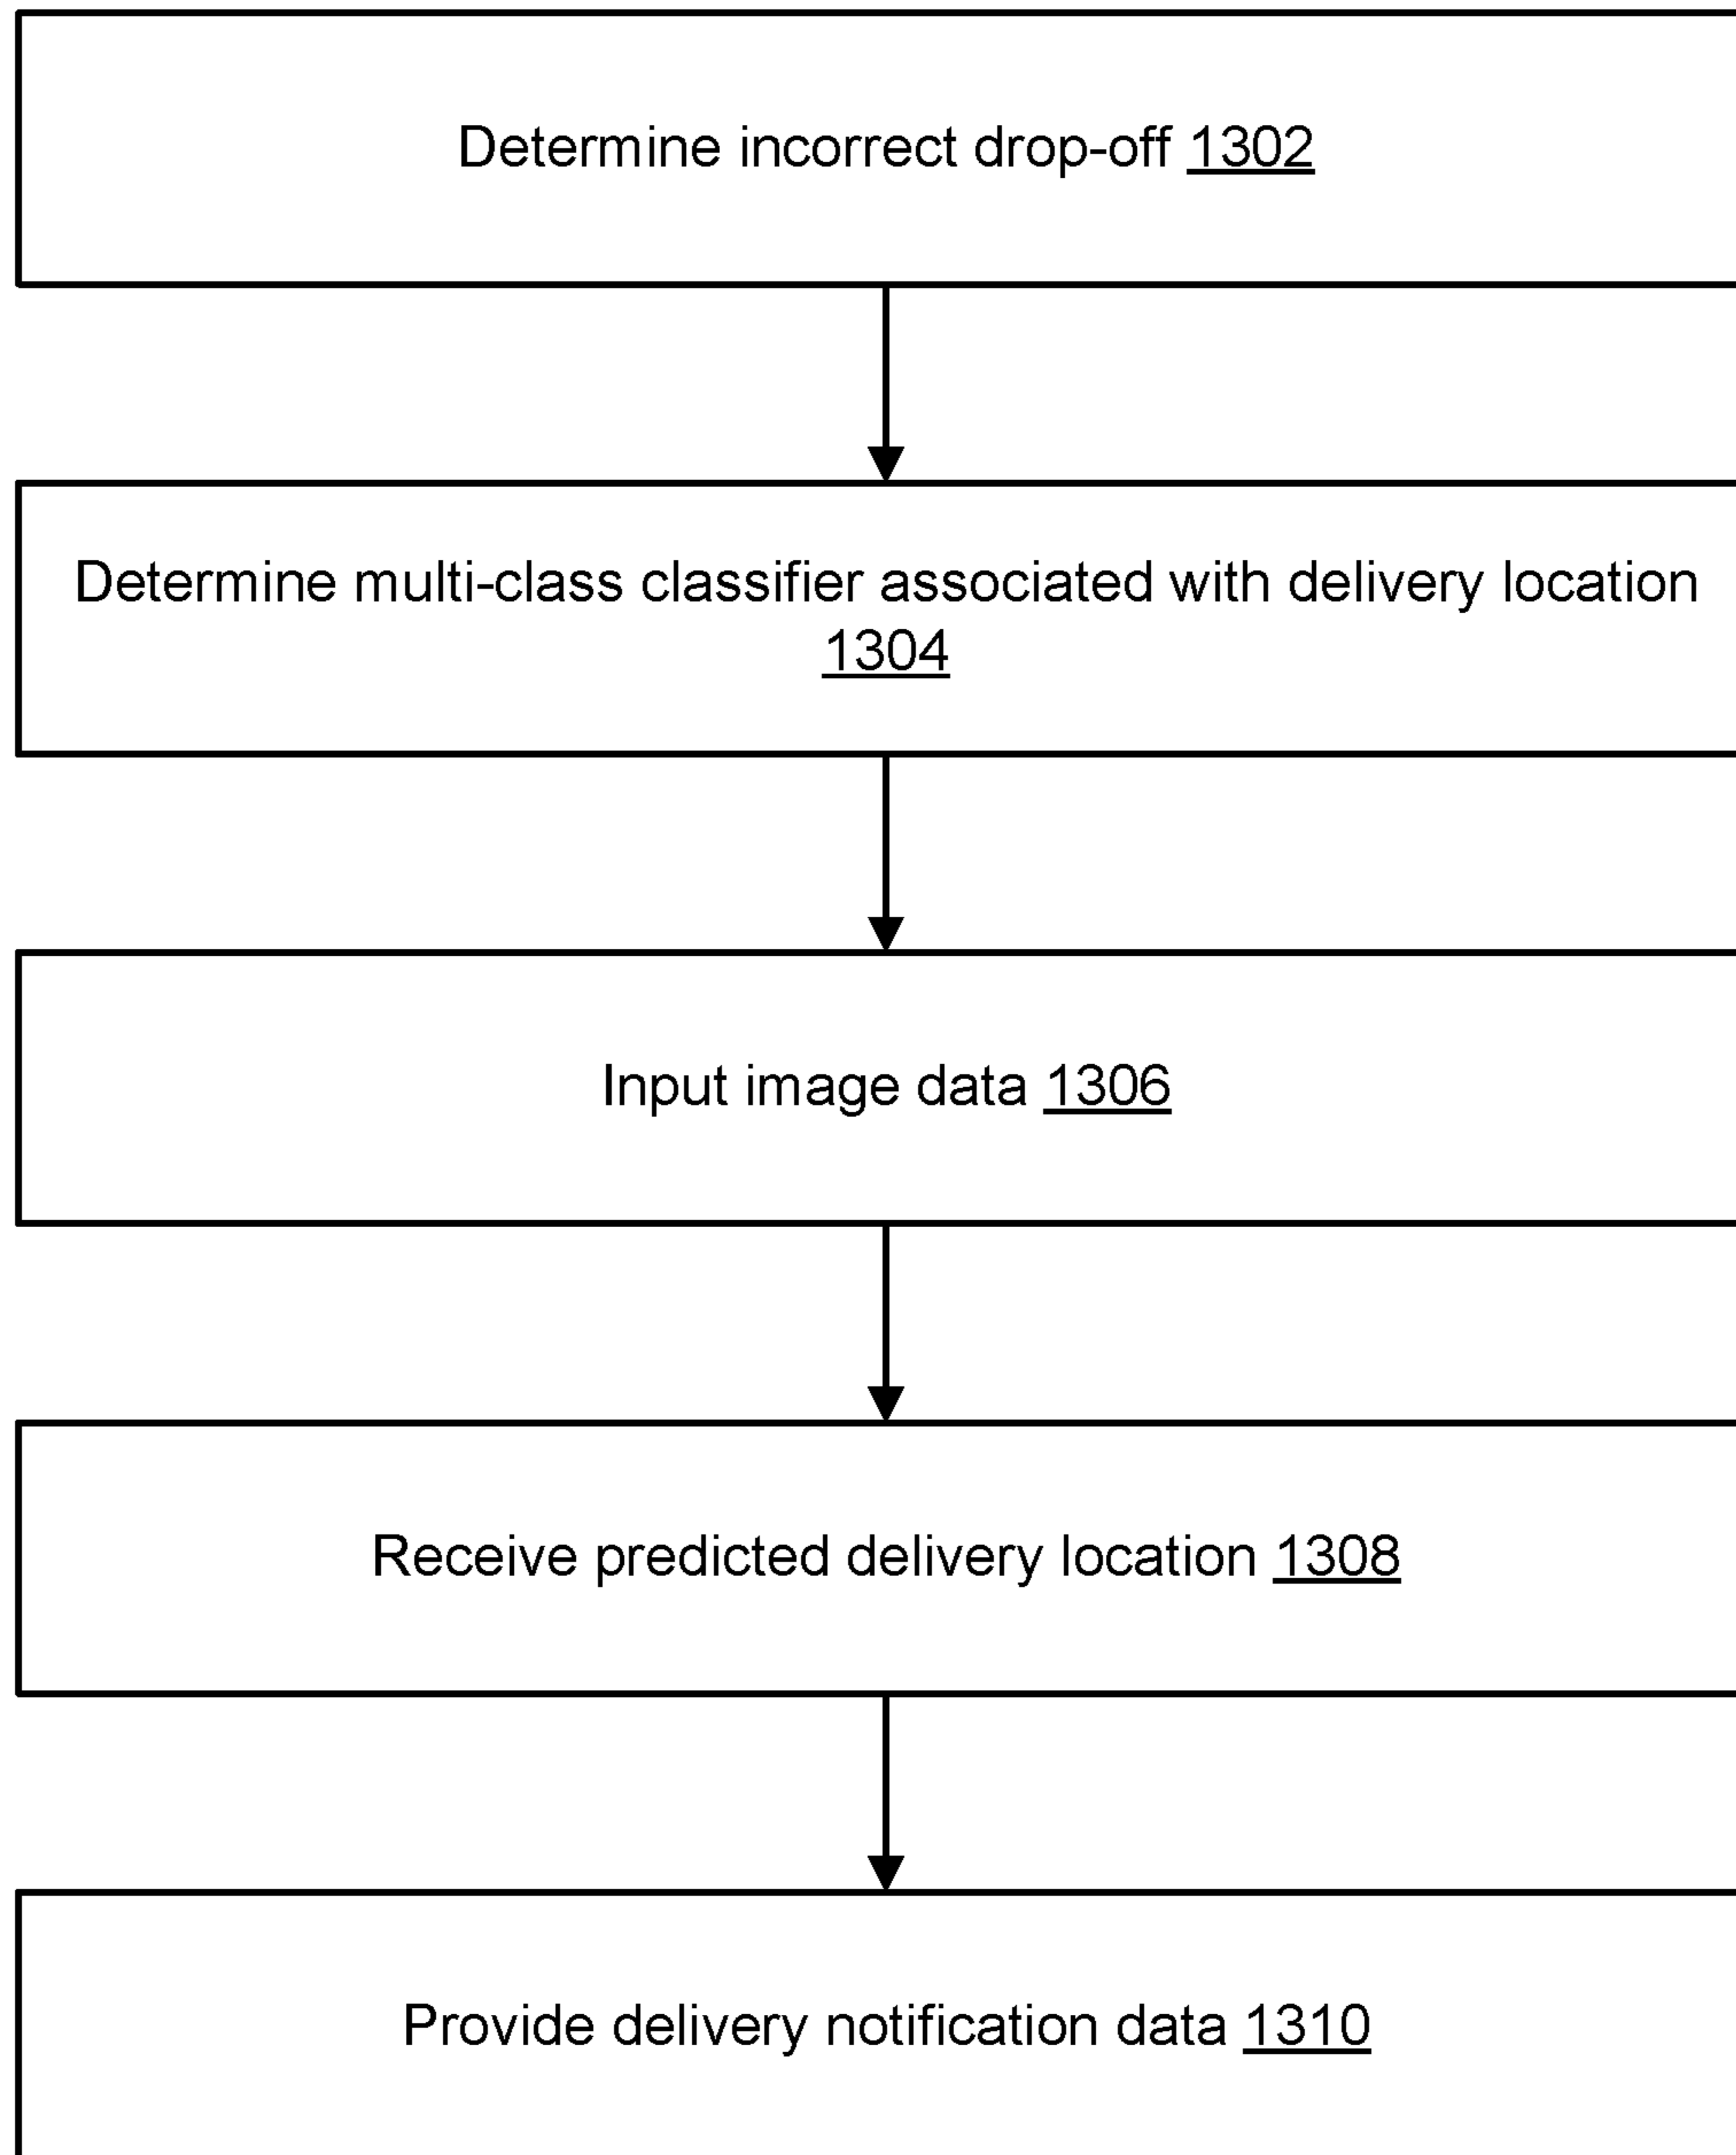 Determine incorrect drop-off 1302
Determine multi-class classifier associated with delivery location
1304
Input image data 1306
Receive predicted delivery location 1308
Provide delivery notification data 1310